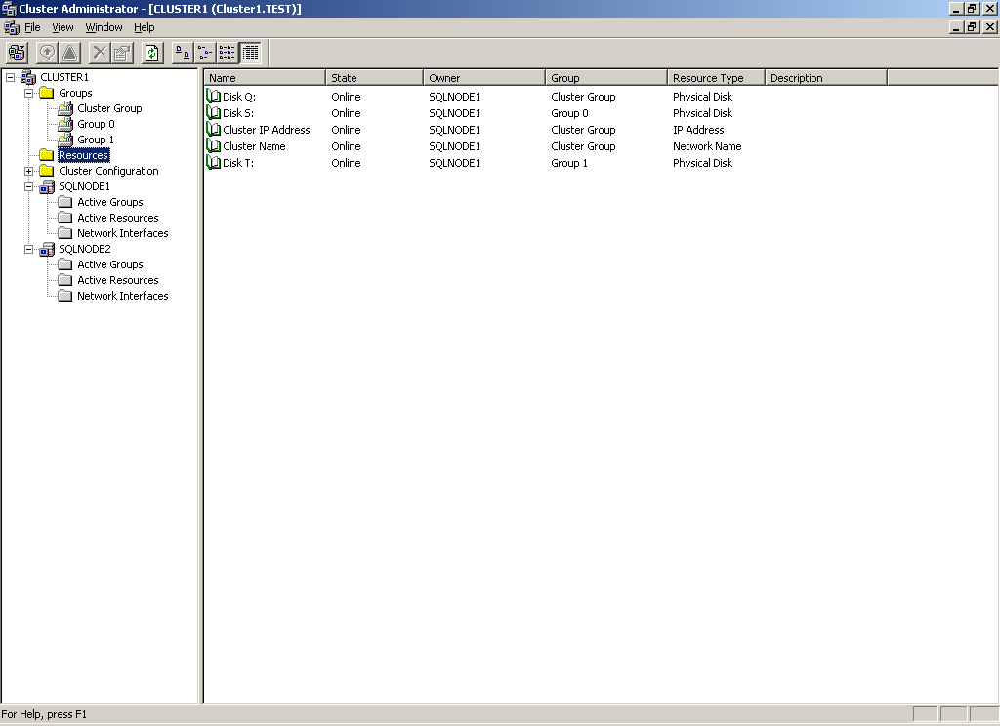 Cluster Administrator - [CLUSTER1 (Cluster1.TEST)]
File View Window Help
CLUSTER1
Groups
Cluster Group
Group 0
Group 1
Resources
Cluster Configuration
SQLNODE1
Active Groups
Active Resources
Network Interfaces
SQLNODE2
Active Groups
Active Resources
Network Interfaces
Name State Owner Group Resource Type Description
Disk Q: Online SQLNODE1 Cluster Group Physical Disk
Disk S: Online SQLNODE1 Group 0 Physical Disk
Cluster IP Address Online SQLNODE1 Cluster Group IP Address
Cluster Name Online SQLNODE1 Cluster Group Network Name
Disk T: Online SQLNODE1 Group 1 Physical Disk
For Help, press F1